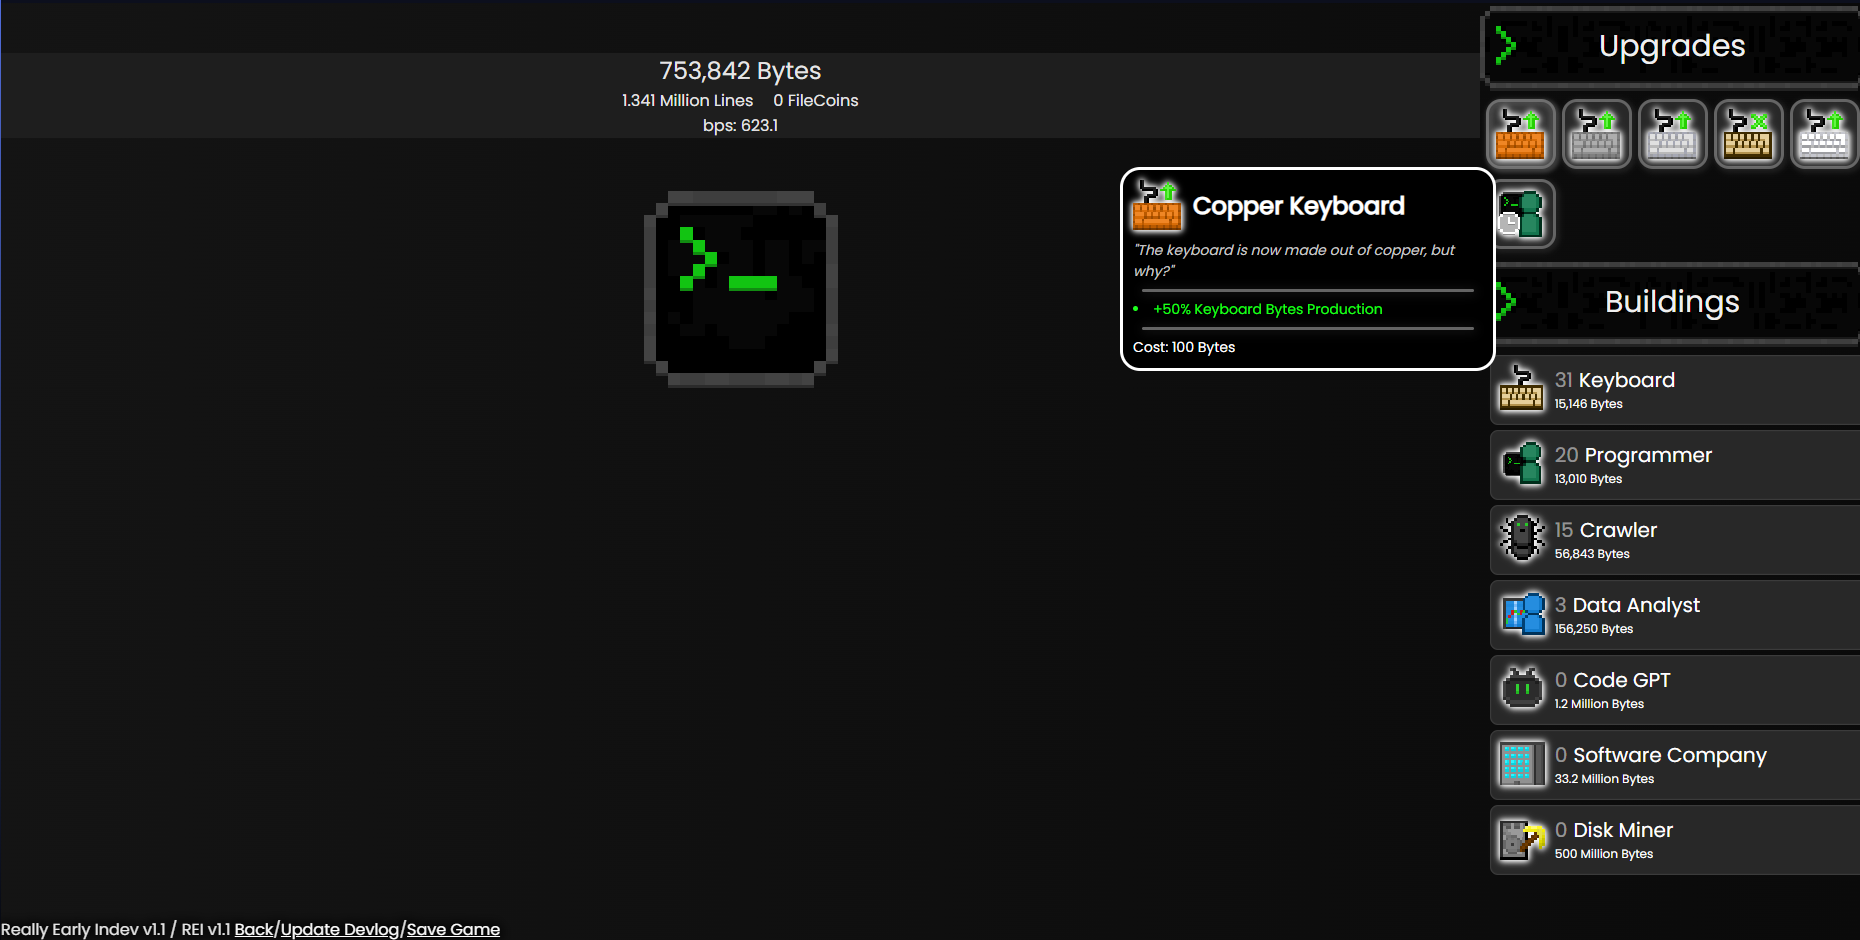 753,842 Bytes
1.341 Million Lines 0 FileCoins
bps: 623.1
Upgrades
Copper Keyboard
"The keyboard is now made out of copper, but
why?"
+50% Keyboard Bytes Production
Cost: 100 Bytes
Buildings
31 Keyboard
15,146 Bytes
20 Programmer
13,010 Bytes
15 Crawler
56,843 Bytes
3 Data Analyst
156,250 Bytes
0 Code GPT
1.2 Million Bytes
0 Software Company
33.2 Million Bytes
0 Disk Miner
500 Million Bytes
Really Early Indev v1.1 / REI v1.1 Back/Update Devlog/Save Game